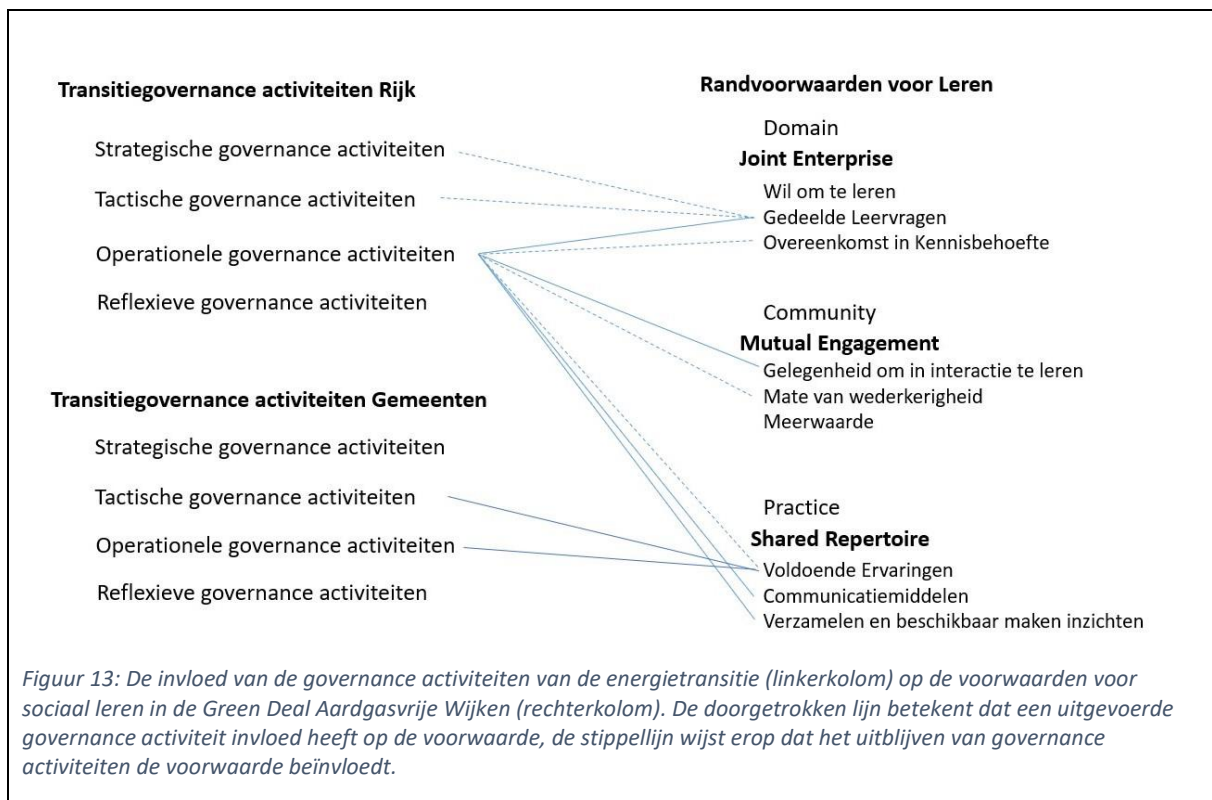 Transitiegovernance activiteiten Rijk
Strategische governance activiteiten
Tactische governance activiteiten
Operationele governance activiteiten
Reflexieve governance activiteiten
Transitiegovernance activiteiten Gemeenten
Strategische governance activiteiten
Tactische governance activiteiten
Operationele governance activiteiten
Reflexieve governance activiteiten
Randvoorwaarden voor Leren
Domain
Joint Enterprise
Wil om te leren
Gedeelde Leervragen
Overeenkomst in Kennisbehoefte
Community
Mutual Engagement
Gelegenheid om in interactie te leren
Mate van wederkerigheid
Meerwaarde
Practice
Shared Repertoire
Voldoende Ervaringen
Communicatiemiddelen
Verzamelen en beschikbaar maken inzichten
Figuur 13: De invloed van de governance activiteiten van de energietransitie (linkerkolom) op de voorwaarden voor
sociaal leren in de Green Deal Aardgasvrije Wijken (rechterkolom). De doorgetrokken lijn betekent dat een uitgevoerde
governance activiteit invloed heeft op de voorwaarde, de stippellijn wijst erop dat het uitblijven van governance
activiteiten de voorwaarde beïnvloedt.